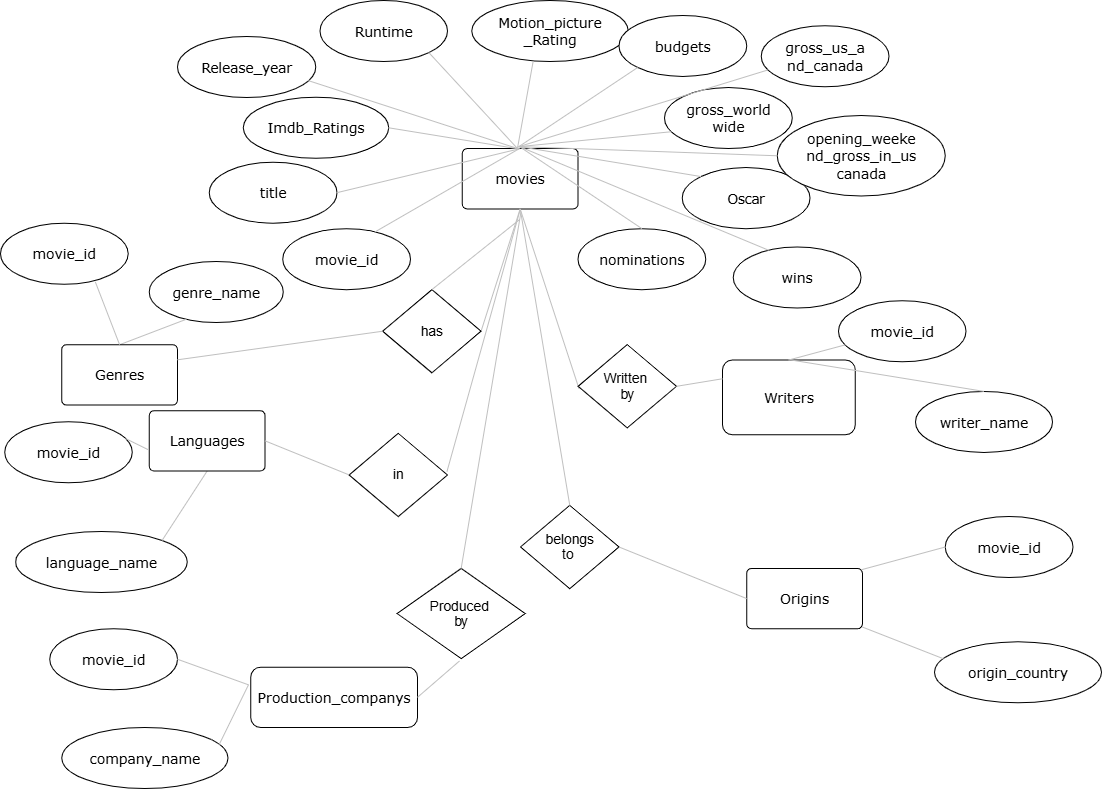 Runtime
Motion_picture
_Rating
budgets
gross_us_a
nd_canada
Release_year
Imdb_Ratings
gross_world
wide
opening_weeke
nd_gross_in_us
canada
movies
title
Oscar
movie_id
movie_id
nominations
wins
genre_name
has
movie_id
Genres
Written
by
Writers
writer_name
Languages
movie_id
in
belongs
to
movie_id
language_name
Produced
by
Origins
movie_id
origin_country
Production_companys
company_name